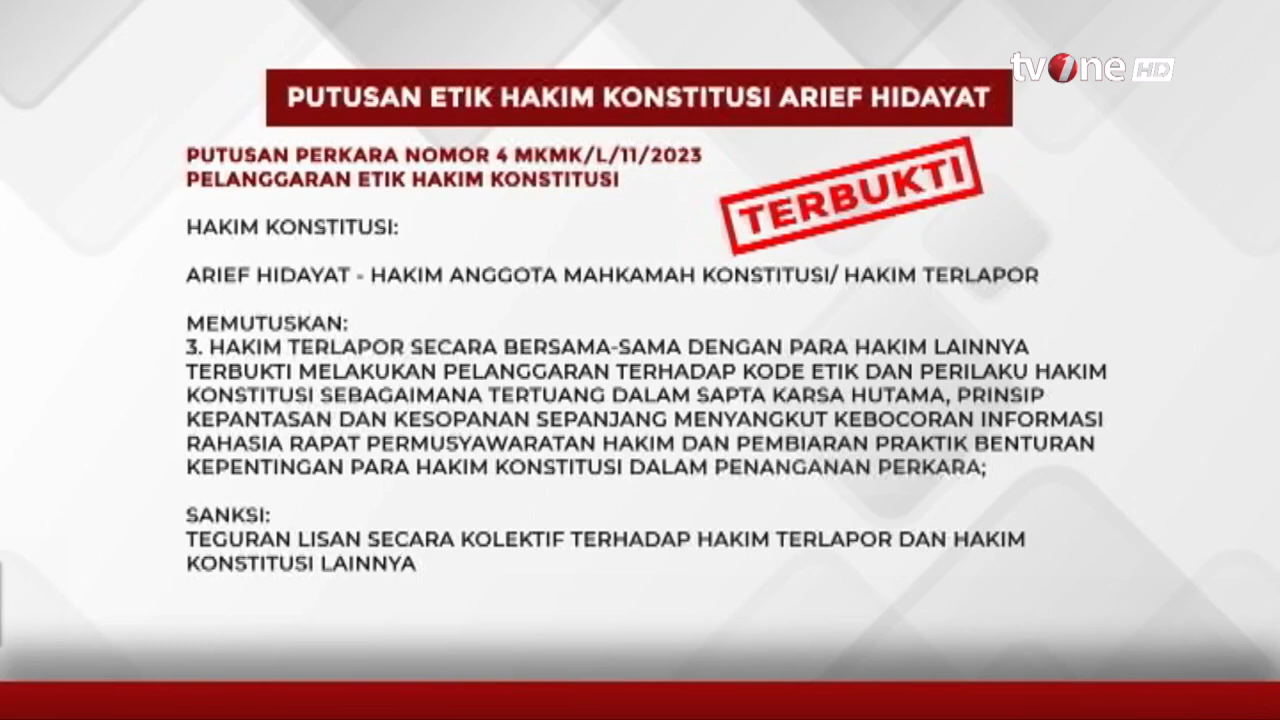 tvOne HD
PUTUSAN ETIK HAKIM KONSTITUSI ARIEF HIDAYAT
PUTUSAN PERKARA NOMOR 4 MKMK/L/11/2023
PELANGGARAN ETIK HAKIM KONSTITUSI
TERBUKTI
HAKIM KONSTITUSI:
ARIEF HIDAYAT - HAKIM ANGGOTA MAHKAMAH KONSTITUSI/ HAKIM TERLAPOR
MEMUTUSKAN:
3. HAKIM TERLAPOR SECARA BERSAMA-SAMA DENGAN PARA HAKIM LAINNYA
TERBUKTI MELAKUKAN PELANGGARAN TERHADAP KODE ETIK DAN PERILAKU HAKIM
KONSTITUSI SEBAGAIMANA TERTUANG DALAM SAPTA KARSA HUTAMA, PRINSIP
KEPANTASAN DAN KESOPANAN SEPANJANG MENYANGKUT KEBOCORAN INFORMASI
RAHASIA RAPAT PERMUSYAWARATAN HAKIM DAN PEMBIARAN PRAKTIK BENTURAN
KEPENTINGAN PARA HAKIM KONSTITUSI DALAM PENANGANAN PERKARA;
SANKSI:
TEGURAN LISAN SECARA KOLEKTIF TERHADAP HAKIM TERLAPOR DAN HAKIM
KONSTITUSI LAINNYA